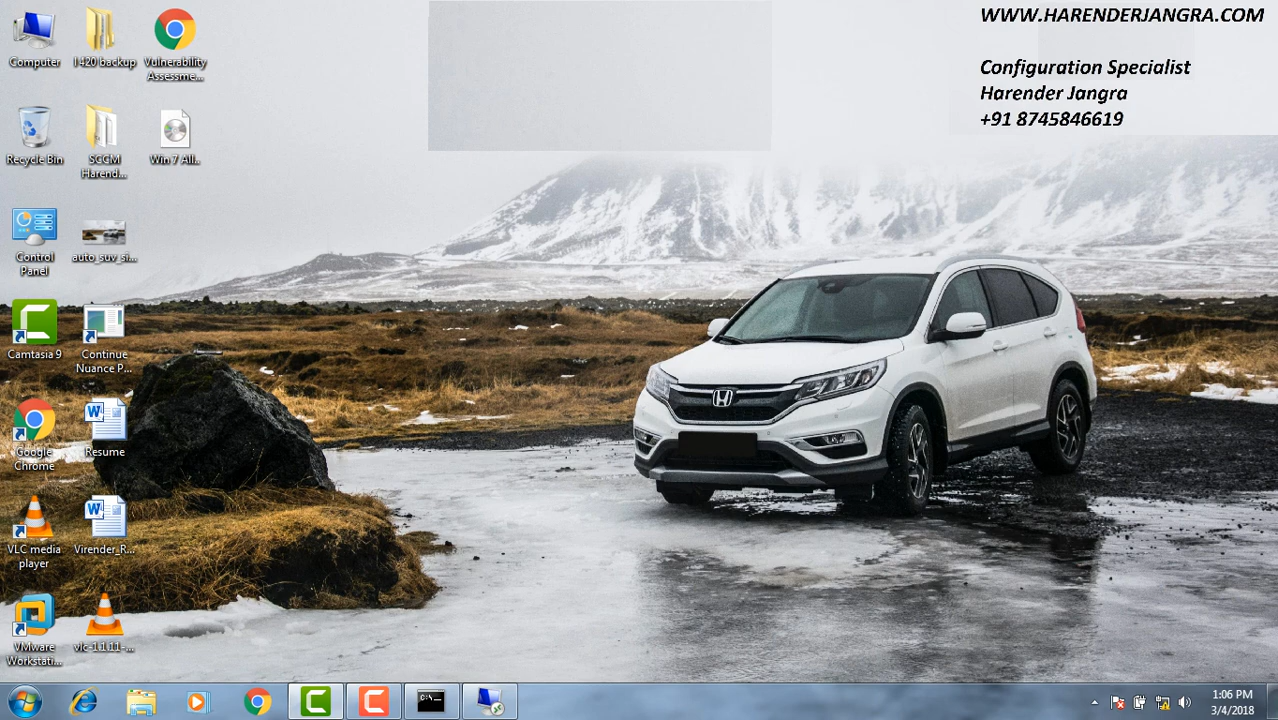 WWW.HARENDERJANGRA.COM
Configuration Specialist
Harender Jangra
+91 8745846619
Computer
I420 backup
Vulnerability
Assessme...
Recycle Bin
SCCM
Harend...
Win 7 All..
Control
Panel
auto_suv_si...
Camtasia 9
Continue
Nuance P...
Google
Chrome
Resume
VLC media
player
Virender_R...
VMware
Workstati...
vlc-1.1.11-...
C:\.
1:06 PM
3/4/2018